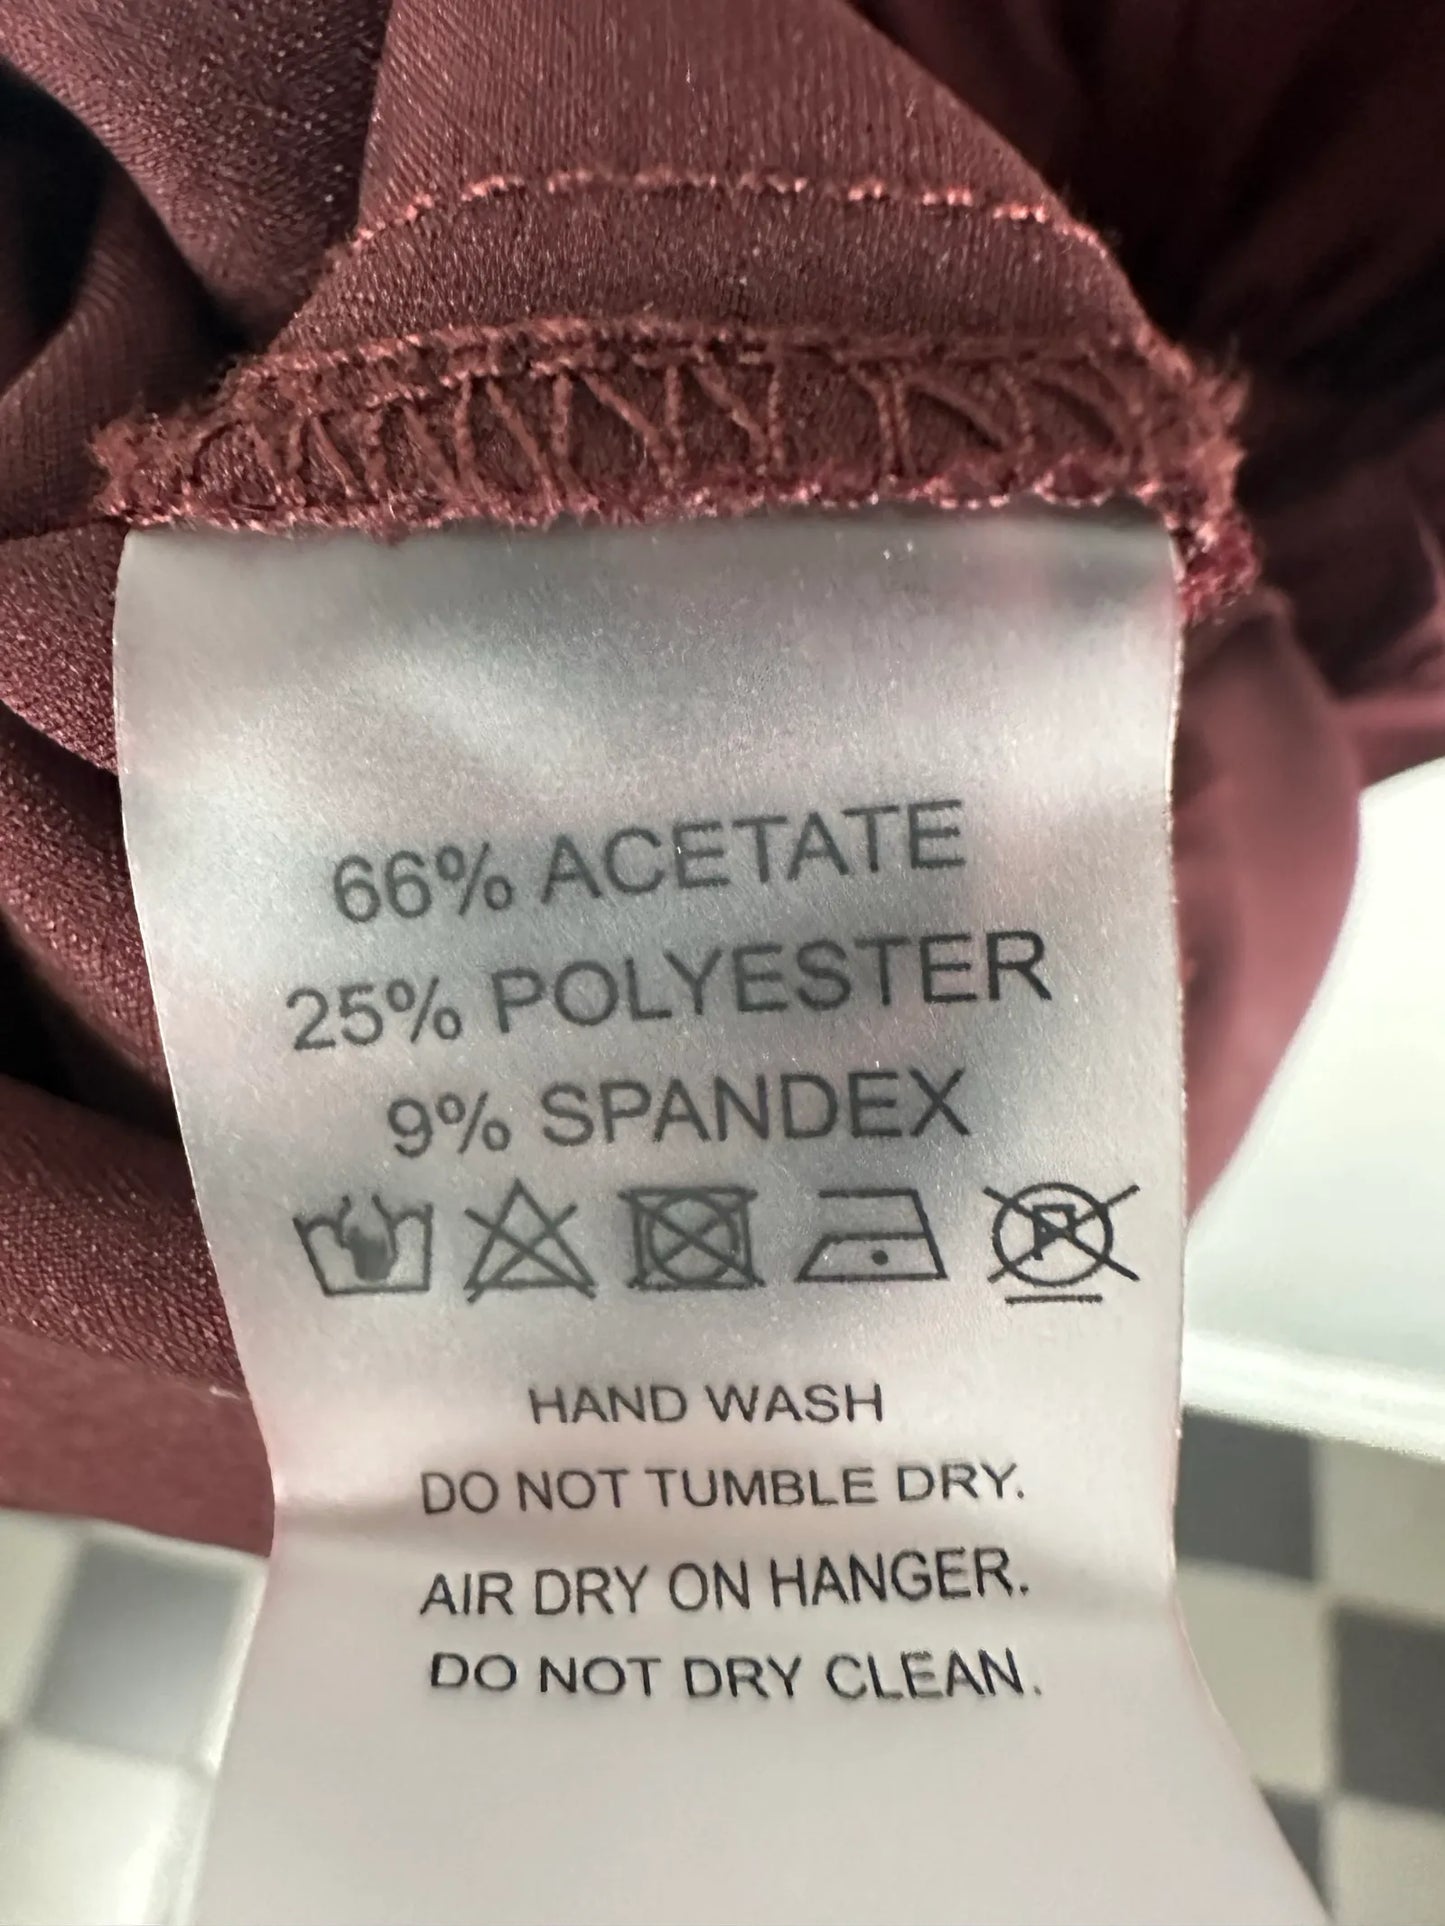 66% ACETATE
25% POLYESTER
9% SPANDEX
P
HAND WASH
DO NOT TUMBLE DRY.
AIR DRY ON HANGER.
DO NOT DRY CLEAN.